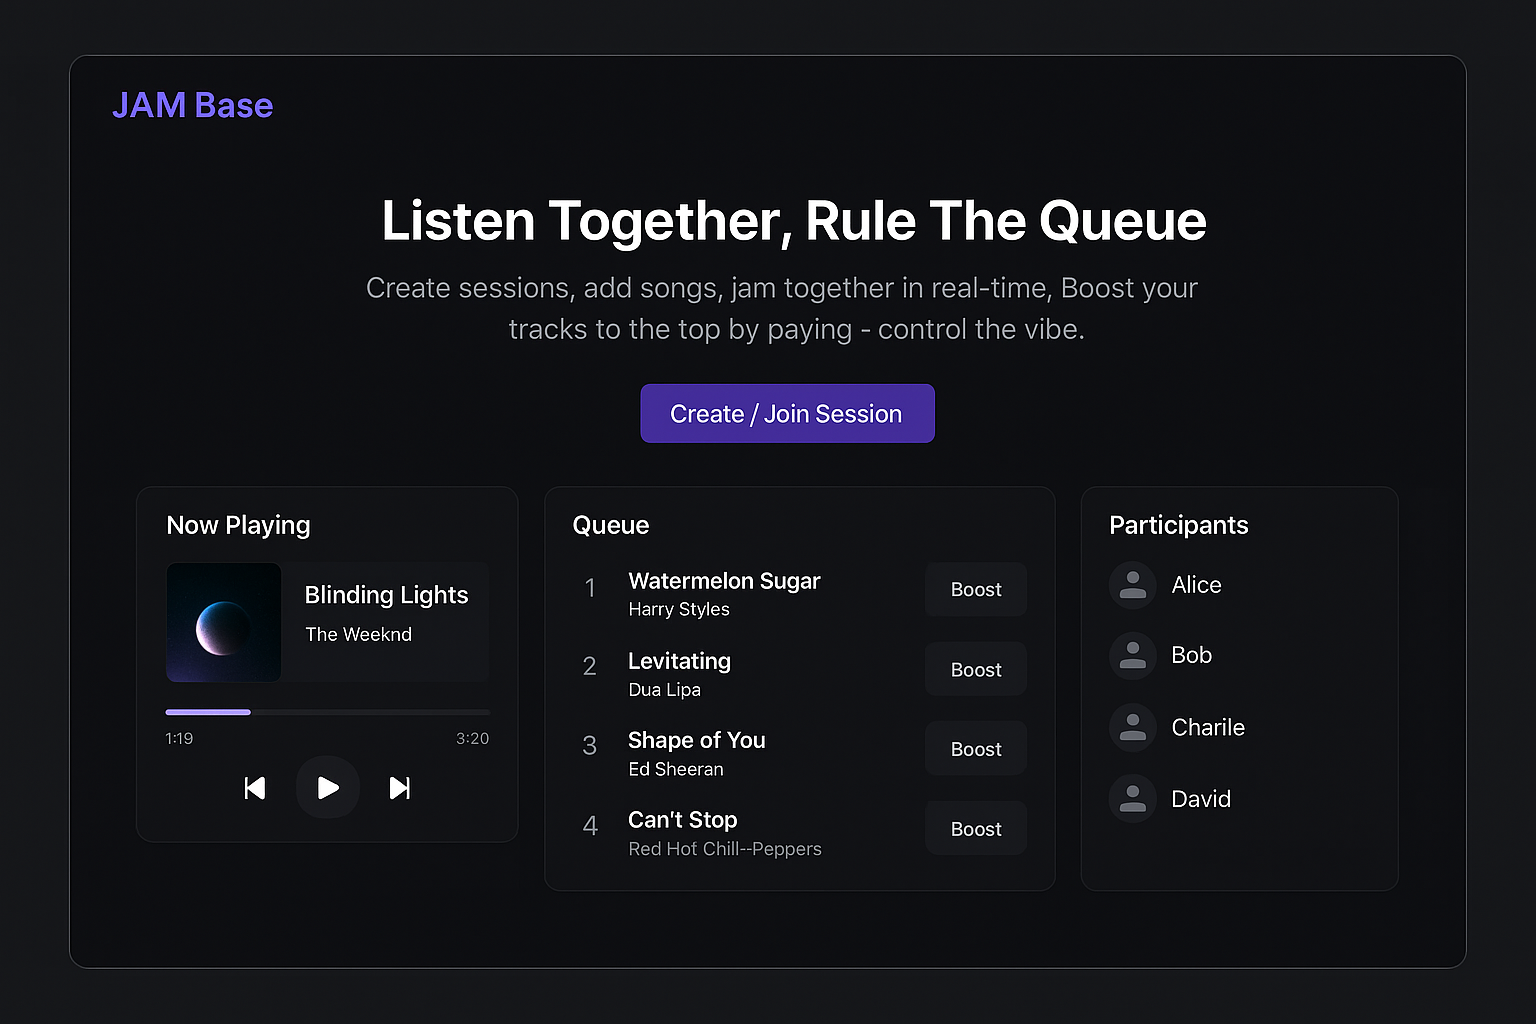 JAM Base
Listen Together, Rule The Queue
Create sessions, add songs, jam together in real-time, Boost your
tracks to the top by paying - control the vibe.
Create / Join Session
Now Playing
Blinding Lights
The Weeknd
1:19
3:20
Queue
1
Watermelon Sugar
Harry Styles
Boost
2
Levitating
Dua Lipa
Boost
3
Shape of You
Ed Sheeran
Boost
4
Can't Stop
Red Hot Chill--Peppers
Boost
Participants
Alice
Bob
Charile
David